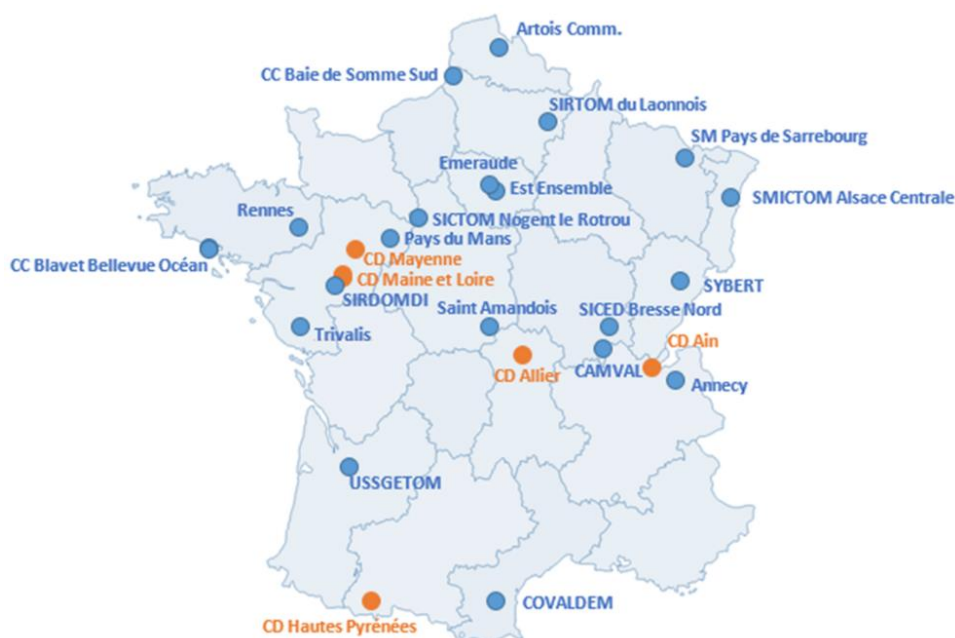 Artois Comm.
CC Baie de Somme Sud
SIRTOM du Laonnois
SM Pays de Sarrebourg
Emeraude
Est Ensemble
SMICTOM Alsace Centrale
Rennes
SICTOM Nogent le Rotrou
Pays du Mans
CD Mayenne
CC Blavet Bellevue Océan
CD Maine et Loire
SYBERT
SIRDOMDI
Saint Amandois
SICED Bresse Nord
Trivalis
CD Ain
CAMVAL
CD Allier
Annecy
USSGETOM
COVALDEM
CD Hautes Pyrénées